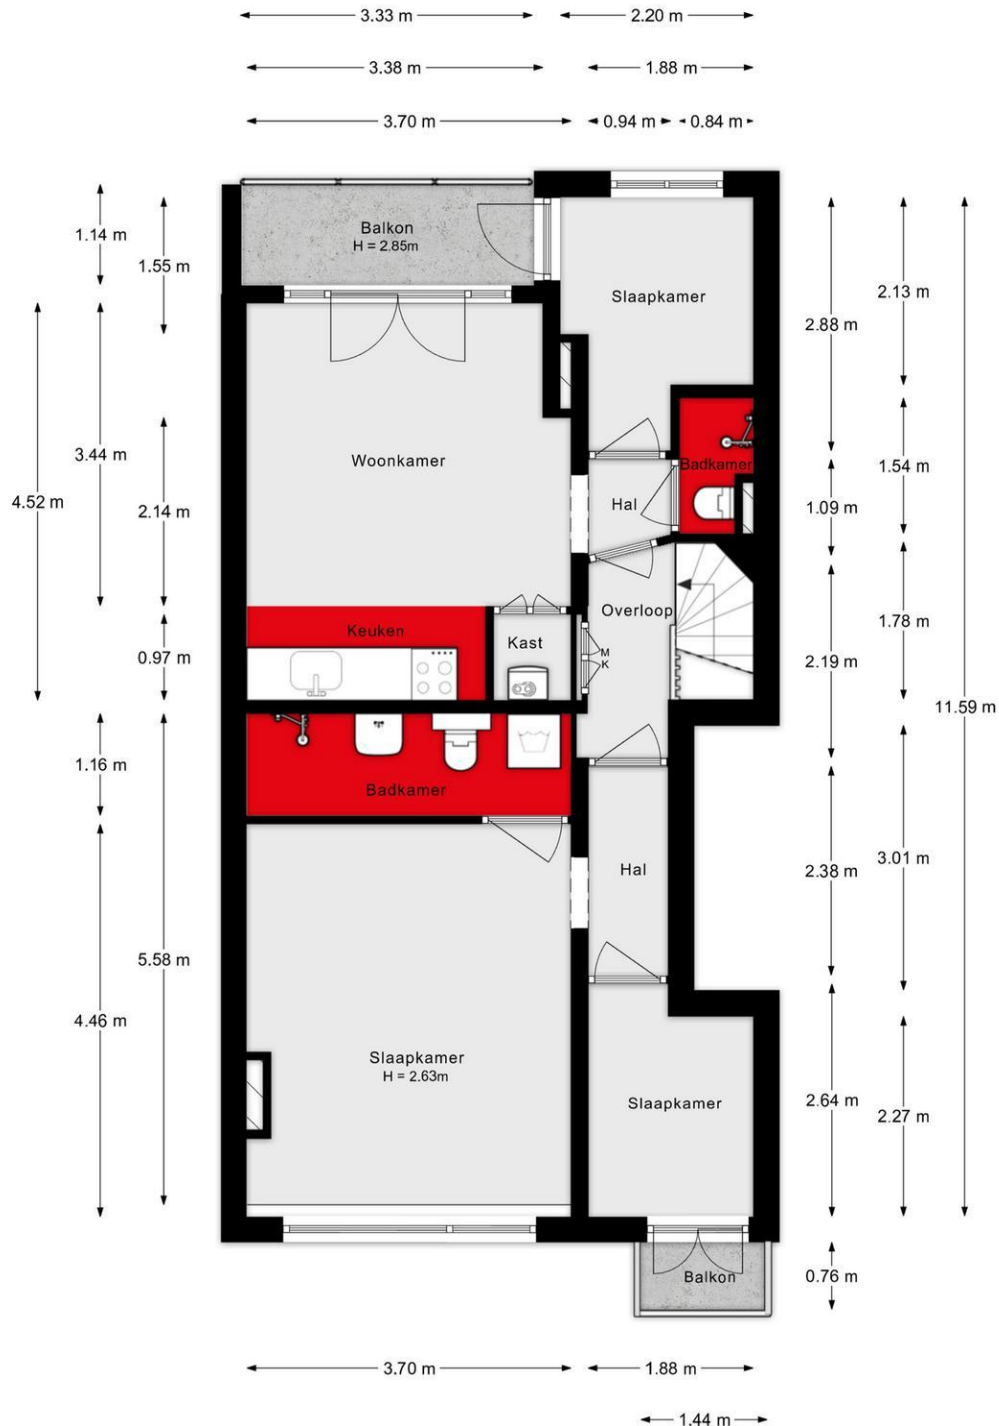 3.33 m
2.20 m
3.38 m
1.88 m
3.70 m
0.94 m
0.84 m
1.14 m
1.55 m
Balkon
H = 2.85m
Slaapkamer
2.13 m
2.88 m
3.44 m
4.52 m
2.14 m
Woonkamer
Badkamer
Hal
1.54 m
1.09 m
Overloop
Keuken
Kast
M
K
0.97 m
1.78 m
2.19 m
11.59 m
1.16 m
Badkamer
3.01 m
Hal
2.38 m
5.58 m
4.46 m
Slaapkamer
H = 2.63m
Slaapkamer
2.64 m
2.27 m
Balkon
0.76 m
3.70 m
1.88 m
1.44 m